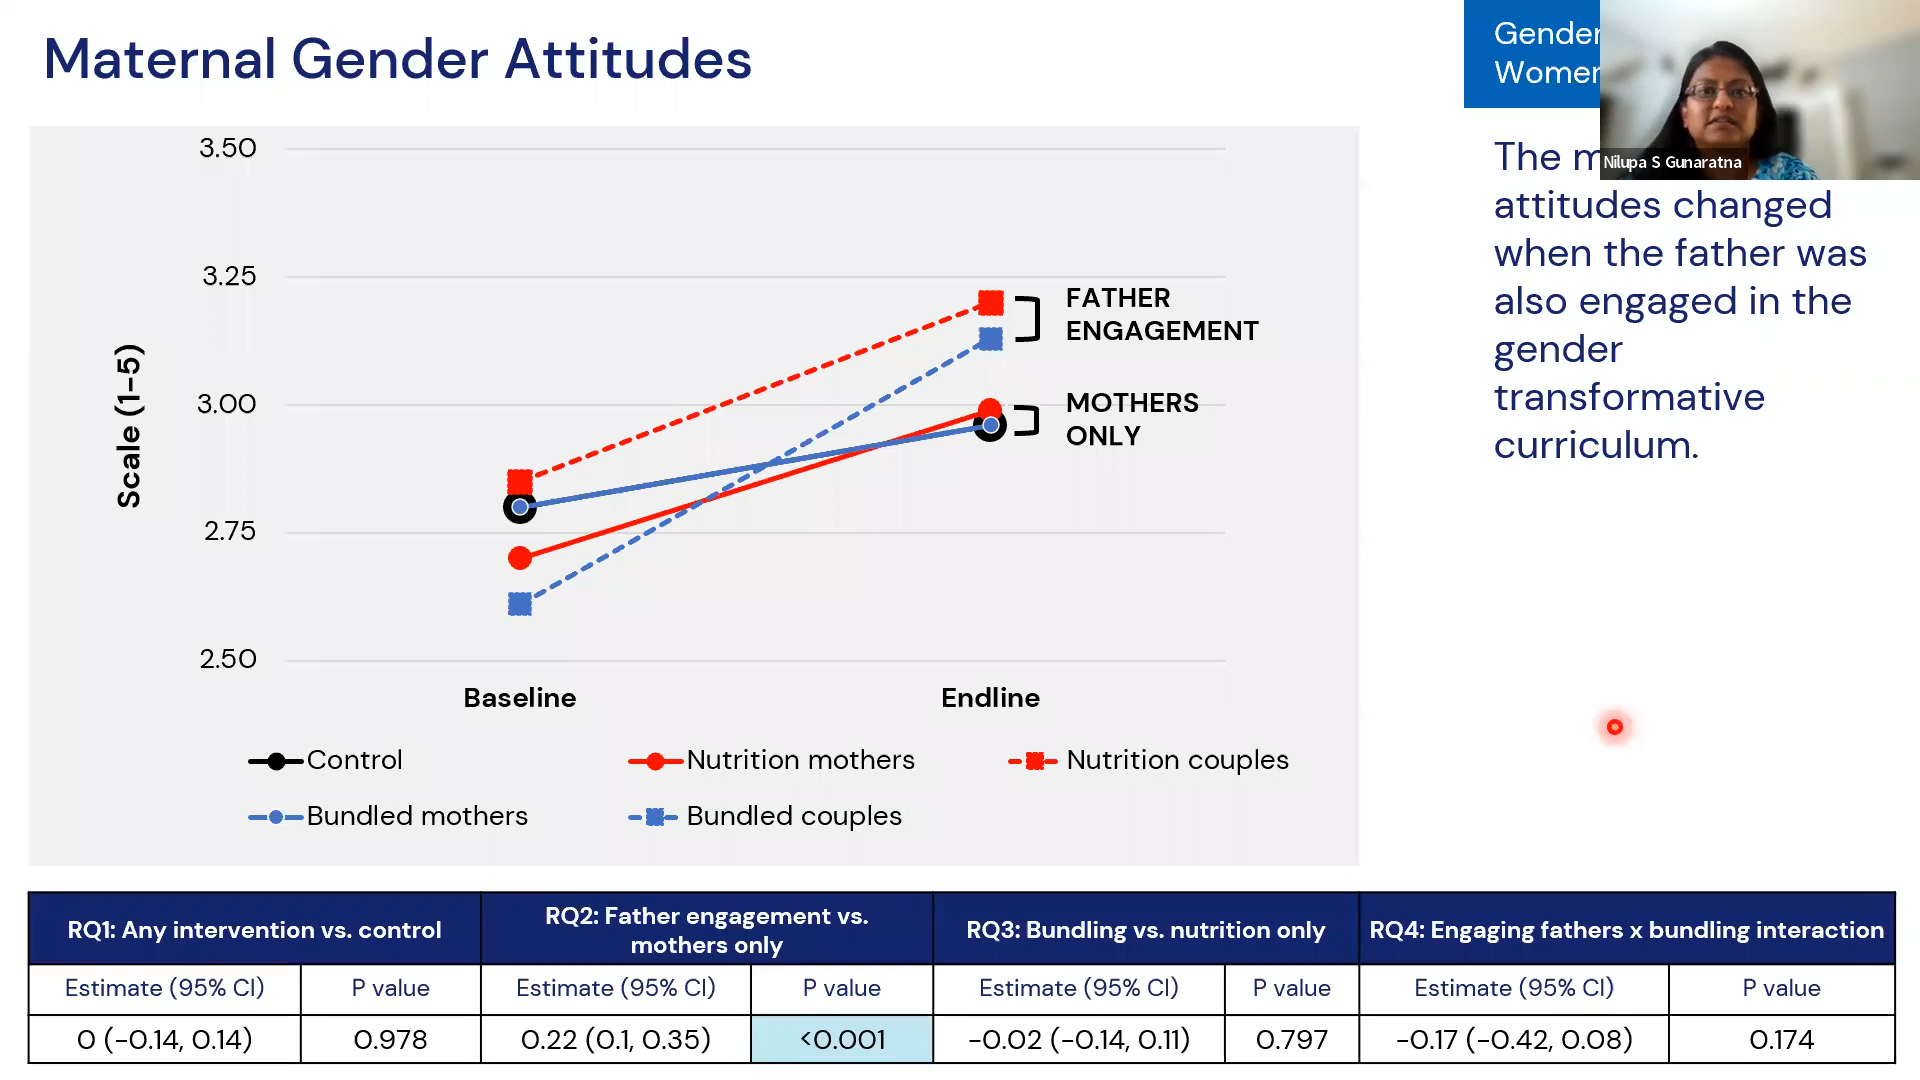 Maternal Gender Attitudes
Gender
Women
Nilupa S Gunaratna
The m
attitudes changed
when the father was
also engaged in the
gender
transformative
curriculum.
3.50
3.25
3.00
2.75
2.50
Scale (1–5)
FATHER
ENGAGEMENT
MOTHERS
ONLY
Baseline
Endline
Control
Nutrition mothers
Nutrition couples
Bundled mothers
Bundled couples
RQ1: Any intervention vs. control
RQ2: Father engagement vs.
mothers only
RQ3: Bundling vs. nutrition only
RQ4: Engaging fathers x bundling interaction
Estimate (95% CI) P value Estimate (95% CI) P value Estimate (95% CI) P value Estimate (95% CI) P value
0 (-0.14, 0.14) 0.978 0.22 (0.1, 0.35) <0.001 -0.02 (-0.14, 0.11) 0.797 -0.17 (-0.42, 0.08) 0.174